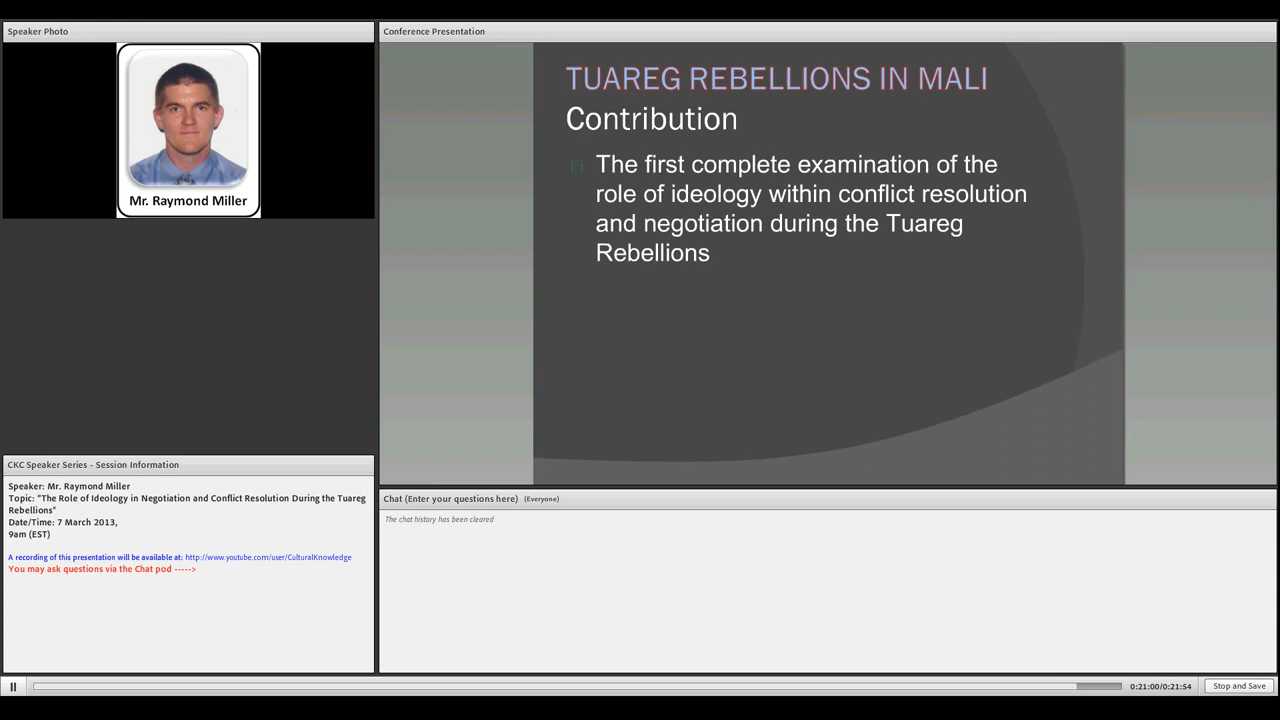 Speaker Photo
Mr. Raymond Miller
Conference Presentation
TUAREG REBELLIONS IN MALI
Contribution
The first complete examination of the
role of ideology within conflict resolution
and negotiation during the Tuareg
Rebellions
CKC Speaker Series - Session Information
Speaker: Mr. Raymond Miller
Topic: "The Role of Ideology in Negotiation and Conflict Resolution During the Tuareg
Rebellions"
Date/Time: 7 March 2013,
9am (EST)
A recording of this presentation will be available at: http://www.youtube.com/user/CulturalKnowledge
You may ask questions via the Chat pod ----->
Chat (Enter your questions here) (Everyone)
The chat history has been cleared
0:21:00/0:21:54
Stop and Save